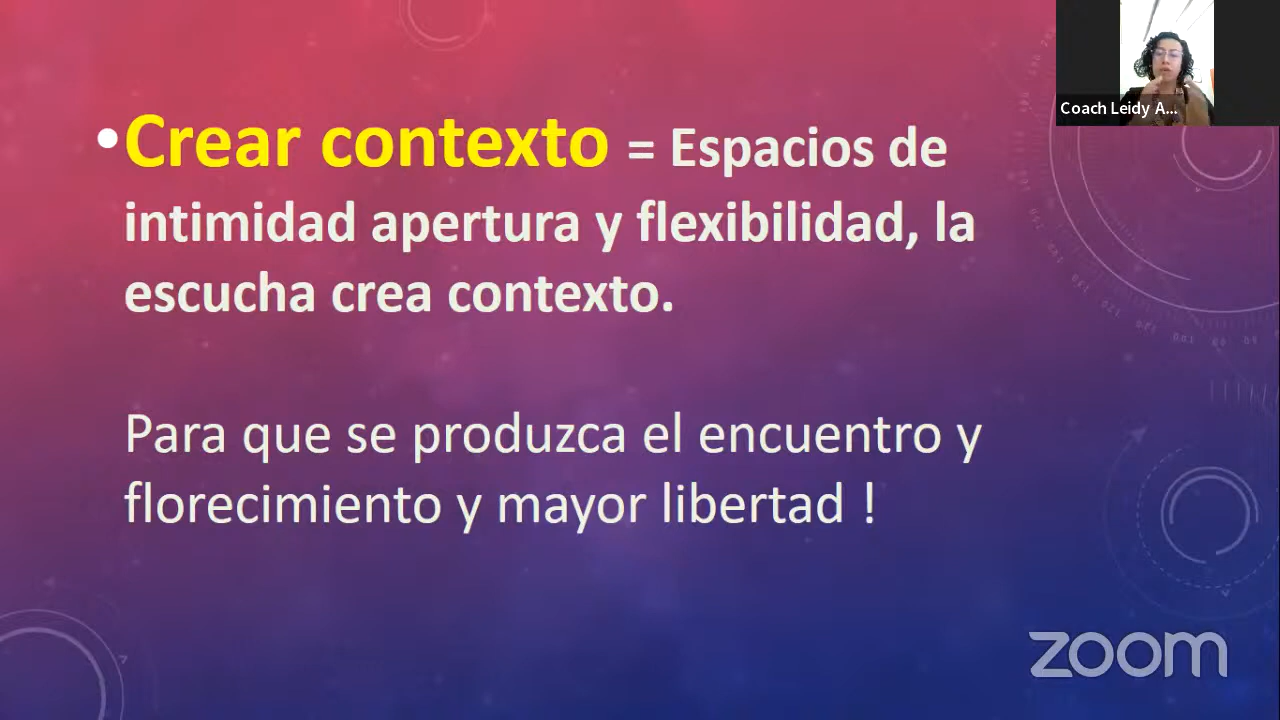 Coach Leidy A...
•Crear contexto = Espacios de
intimidad apertura y flexibilidad, la
escucha crea contexto.
Para que se produzca el encuentro y
florecimiento y mayor libertad !
zoom